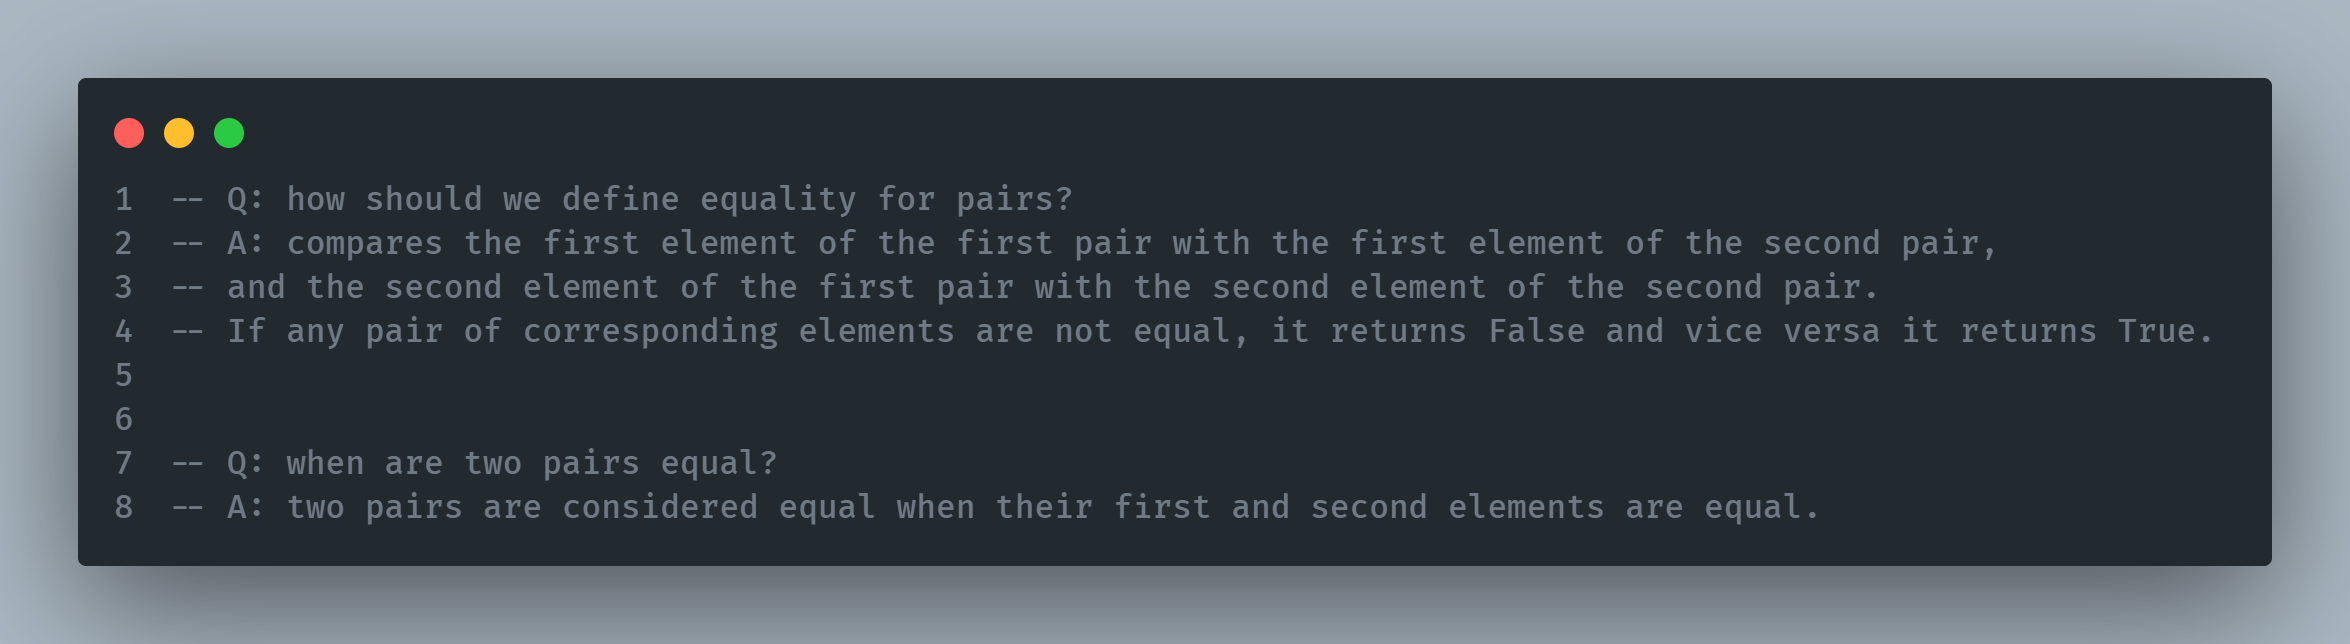 1 -- Q: how should we define equality for pairs?
2 -- A: compares the first element of the first pair with the first element of the second pair,
3 -- and the second element of the first pair with the second element of the second pair.
4 -- If any pair of corresponding elements are not equal, it returns False and vice versa it returns True.
5
6
7 -- Q: when are two pairs equal?
8 -- A: two pairs are considered equal when their first and second elements are equal.